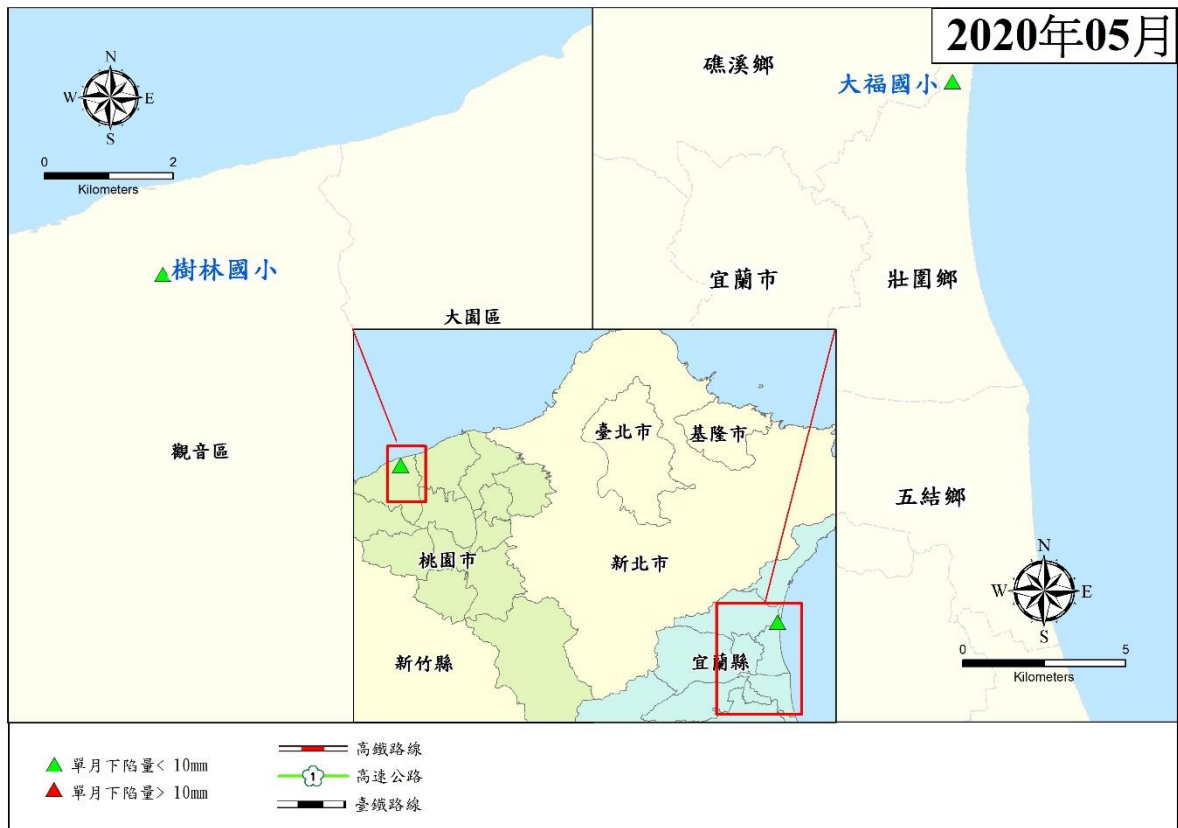 2020年05月
N
W
E
S
0
2
Kilometers
樹林國小
大園區
觀音區
礁溪鄉
大福國小
宜蘭市
壯圍鄉
五結鄉
N
W
E
S
0
5
Kilometers
臺北市
基隆市
桃園市
新北市
新竹縣
宜蘭縣
單月下陷量< 10mm
單月下陷量> 10mm
高鐵路線
1
高速公路
臺鐵路線